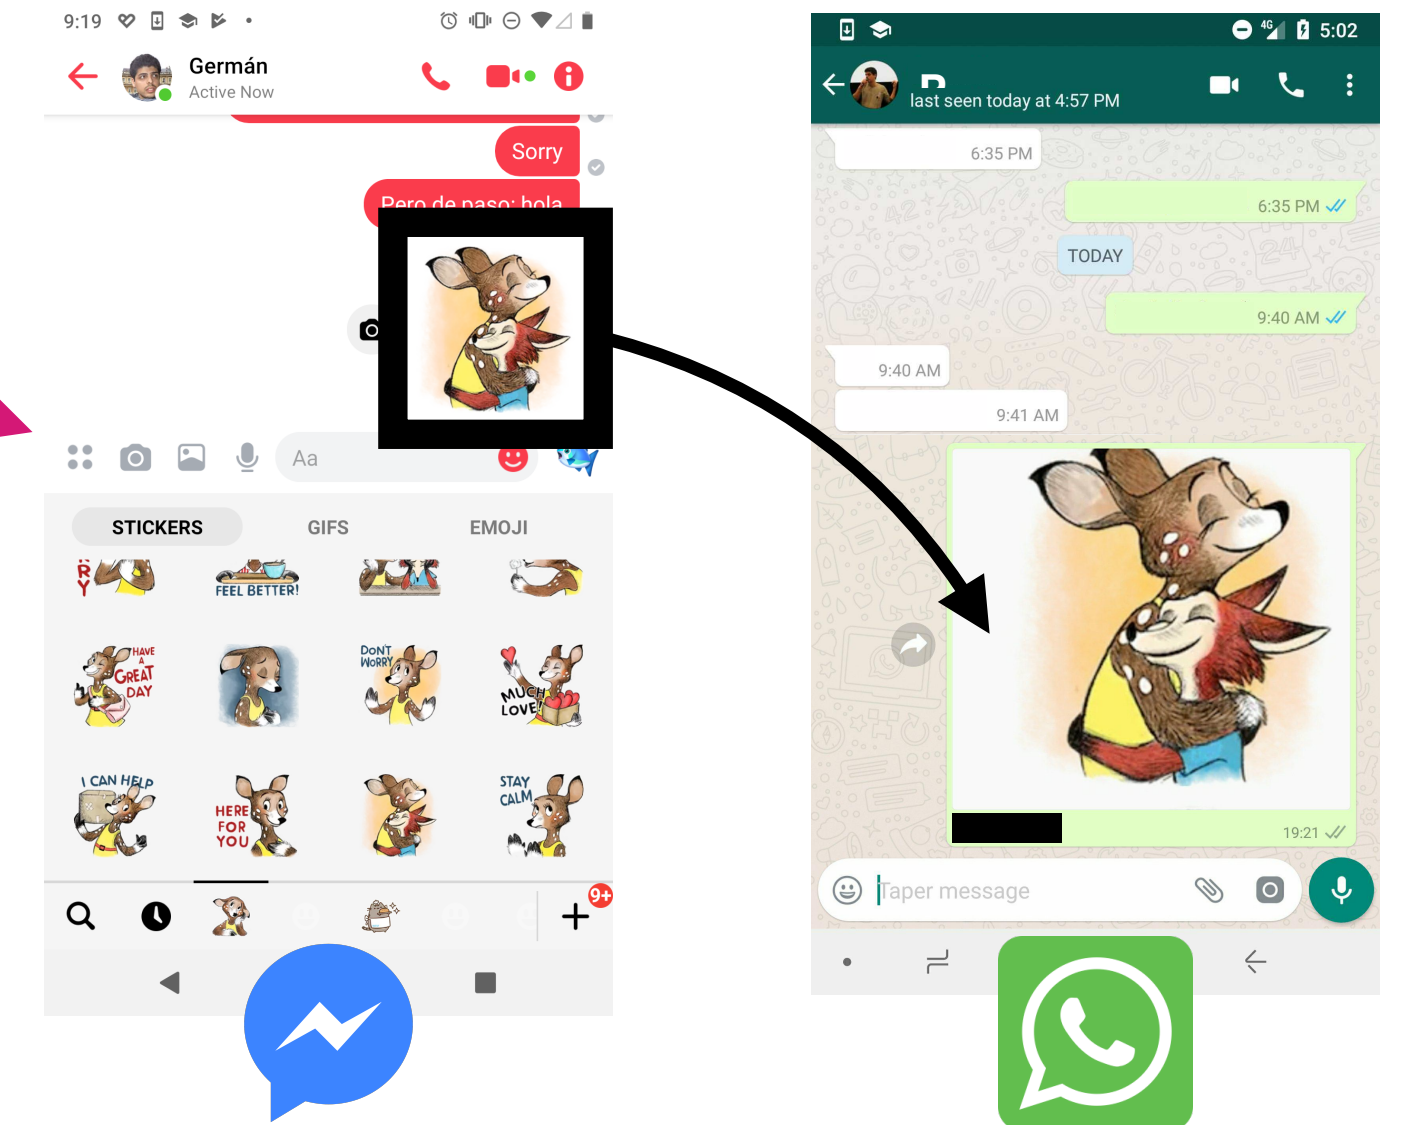 9:19
Germán
Active Now
Sorry
Pero de paso: hola
Aa
STICKERS GIFS EMOJI
FEEL BETTER!
HAVE
A
GREAT
DAY
DON'T
WORRY
MUCH
LOVE!
I CAN HELP
HERE
FOR
YOU
STAY
CALM
9+
4G 5:02
last seen today at 4:57 PM
6:35 PM
6:35 PM
TODAY
9:40 AM
9:40 AM
9:41 AM
19:21
Taper message